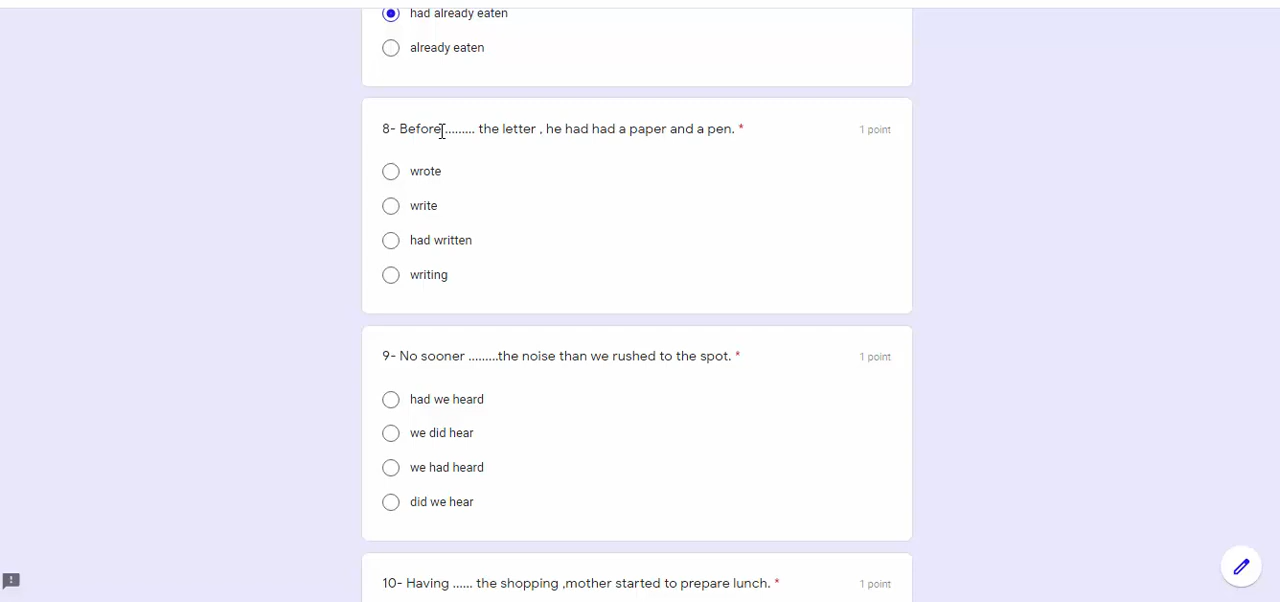 had already eaten
already eaten
8- Before ......... the letter , he had had a paper and a pen. *
1 point
wrote
write
had written
writing
9- No sooner .........the noise than we rushed to the spot. *
1 point
had we heard
we did hear
we had heard
did we hear
10- Having ...... the shopping ,mother started to prepare lunch. *
1 point